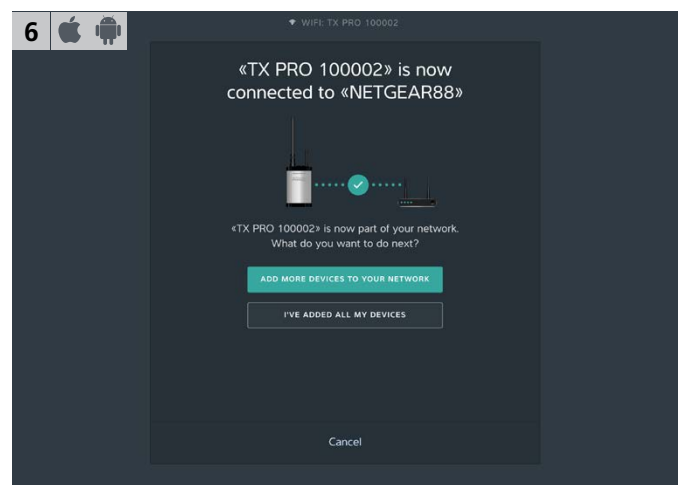 6
WIFI: TX PRO 100002
«TX PRO 100002» is now
connected to «NETGEAR88»
«TX PRO 100002» is now part of your network.
What do you want to do next?
ADD MORE DEVICES TO YOUR NETWORK
I'VE ADDED ALL MY DEVICES
Cancel